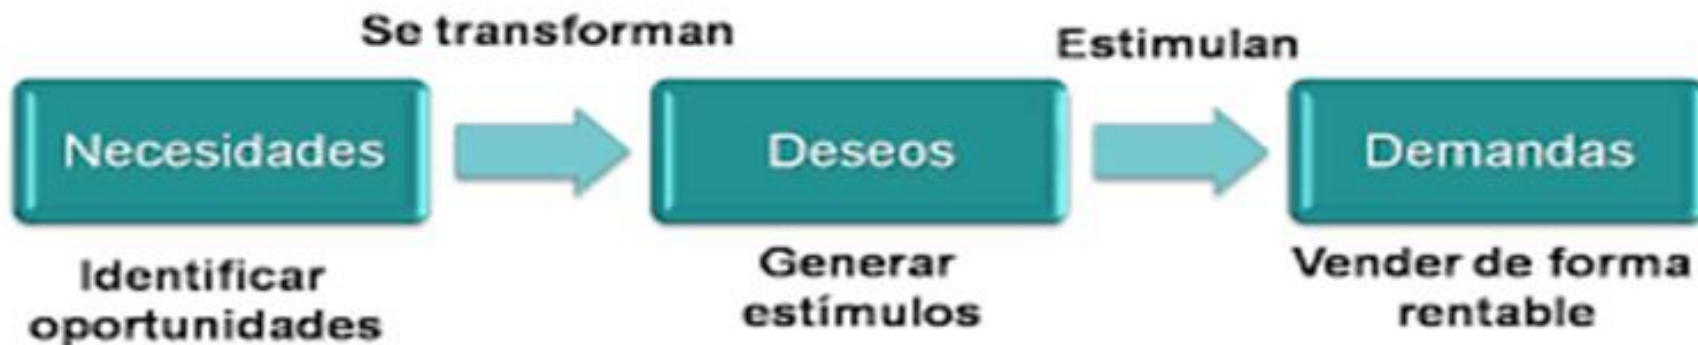 Se transforman
Estimulan
Necesidades
Deseos
Demandas
Identificar
oportunidades
Generar
estímulos
Vender de forma
rentable